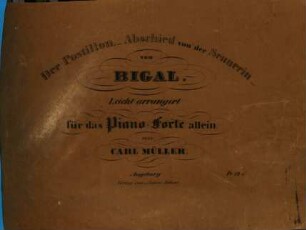 Der Postillon... Abschied von der Sennerin
von
BIGAL.
Leicht arrangirt
für das Piano-Forte allein
von
CARL MÜLLER.
Augsburg